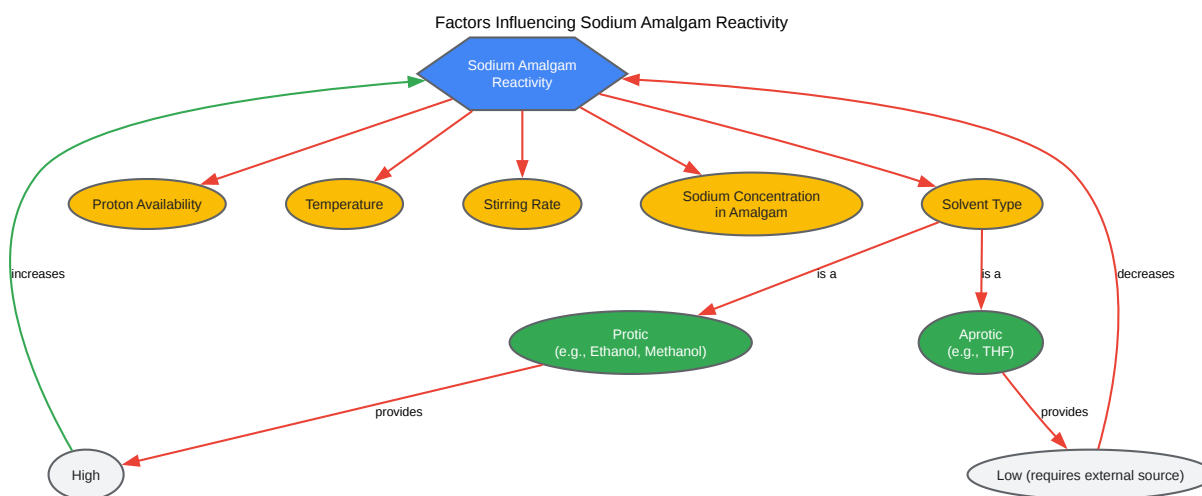 Factors Influencing Sodium Amalgam Reactivity
Sodium Amalgam
Reactivity
Proton Availability
Temperature
Stirring Rate
Sodium Concentration
in Amalgam
Solvent Type
increases
is a
is a
decreases
Protic
(e.g., Ethanol, Methanol)
Aprotic
(e.g., THF)
provides
provides
High
Low (requires external source)